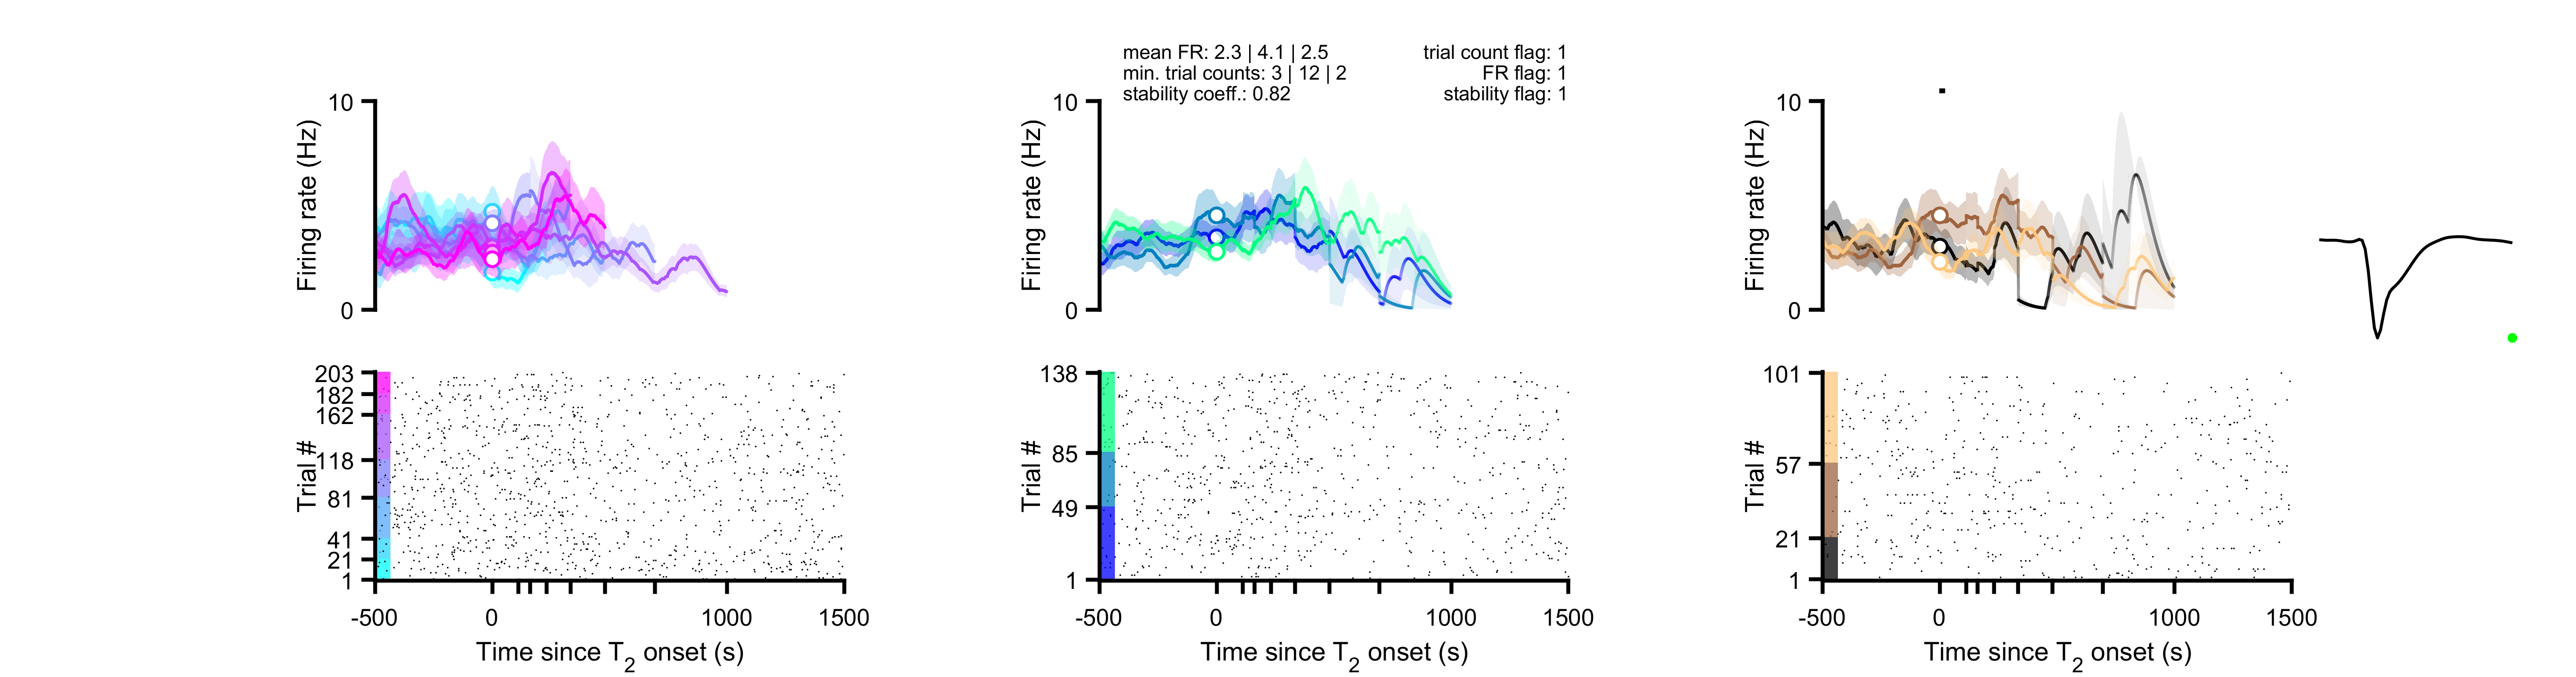 mean FR: 2.3 | 4.1 | 2.5
min. trial counts: 3 | 12 | 2
stability coeff.: 0.82
trial count flag: 1
FR flag: 1
stability flag: 1
10
Firing rate (Hz)
0
10
Firing rate (Hz)
0
10
Firing rate (Hz)
0
203
182
162
118
81
41
21
1
Trial #
-500
0
1000
1500
Time since T2 onset (s)
138
85
49
1
Trial #
-500
0
1000
1500
Time since T2 onset (s)
101
57
21
1
Trial #
-500
0
1000
1500
Time since T2 onset (s)